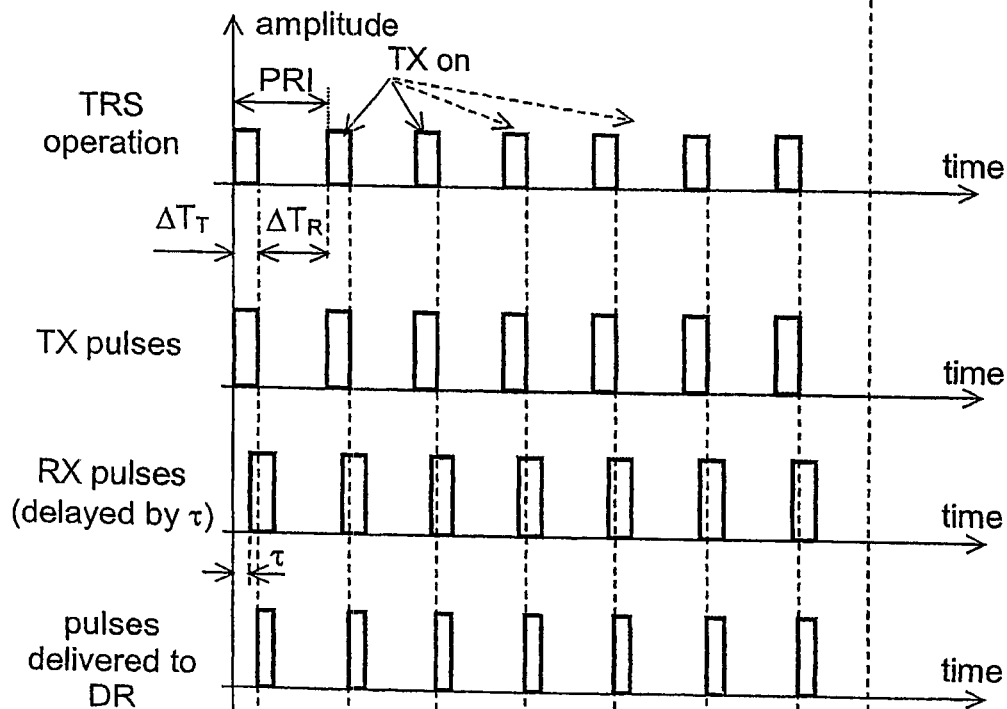 amplitude
TX on
PRI
TRS
operation
time
ΔT_T
ΔT_R
TX pulses
time
RX pulses
(delayed by τ)
time
τ
pulses
delivered to
DR
time